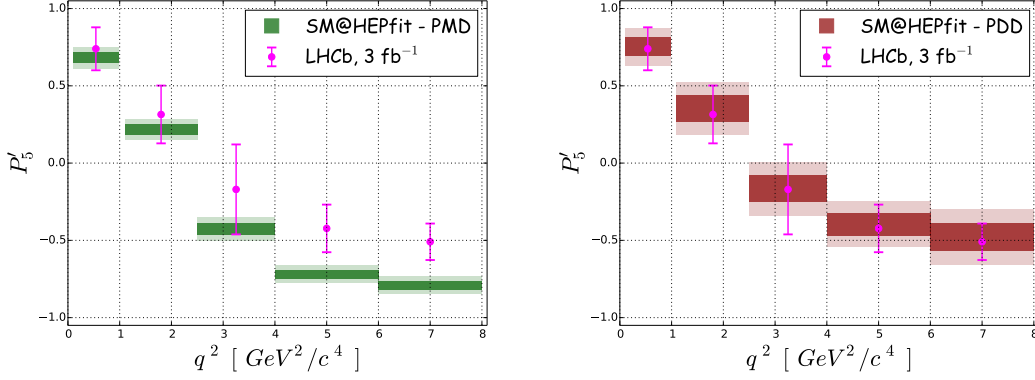 SM@HEPfit - PMD
LHCb, 3 fb⁻¹
1.0
0.5
0.0
−0.5
−1.0
P′₅
0 1 2 3 4 5 6 7 8
q² [ GeV²/c⁴ ]
SM@HEPfit - PDD
LHCb, 3 fb⁻¹
1.0
0.5
0.0
−0.5
−1.0
P′₅
0 1 2 3 4 5 6 7 8
q² [ GeV²/c⁴ ]